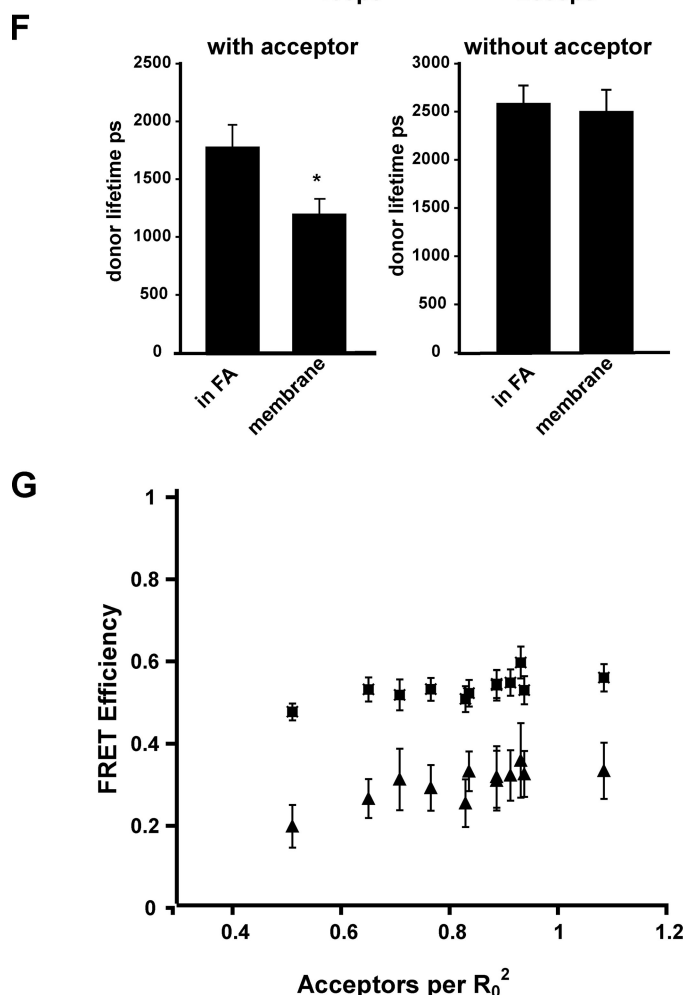 F
with acceptor
without acceptor
donor lifetime ps
2500
2000
1500
1000
500
0
in FA
membrane
*
donor lifetime ps
3000
2500
2000
1500
3000
500
0
in FA
membrane
G
FRET Efficiency
1
0.8
0.6
0.4
0.2
0
0.4
0.6
0.8
1
1.2
Acceptors per R₀²